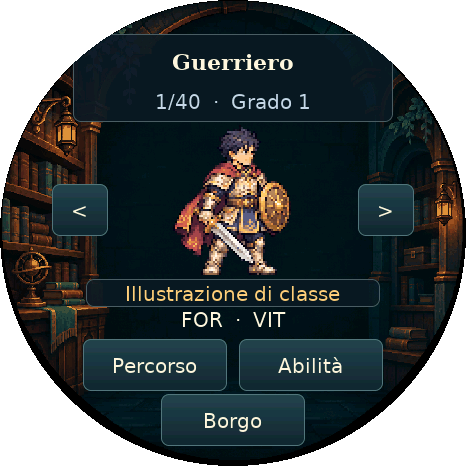 Guerriero
1/40 · Grado 1
< >
Illustrazione di classe
FOR · VIT
Percorso Abilità
Borgo